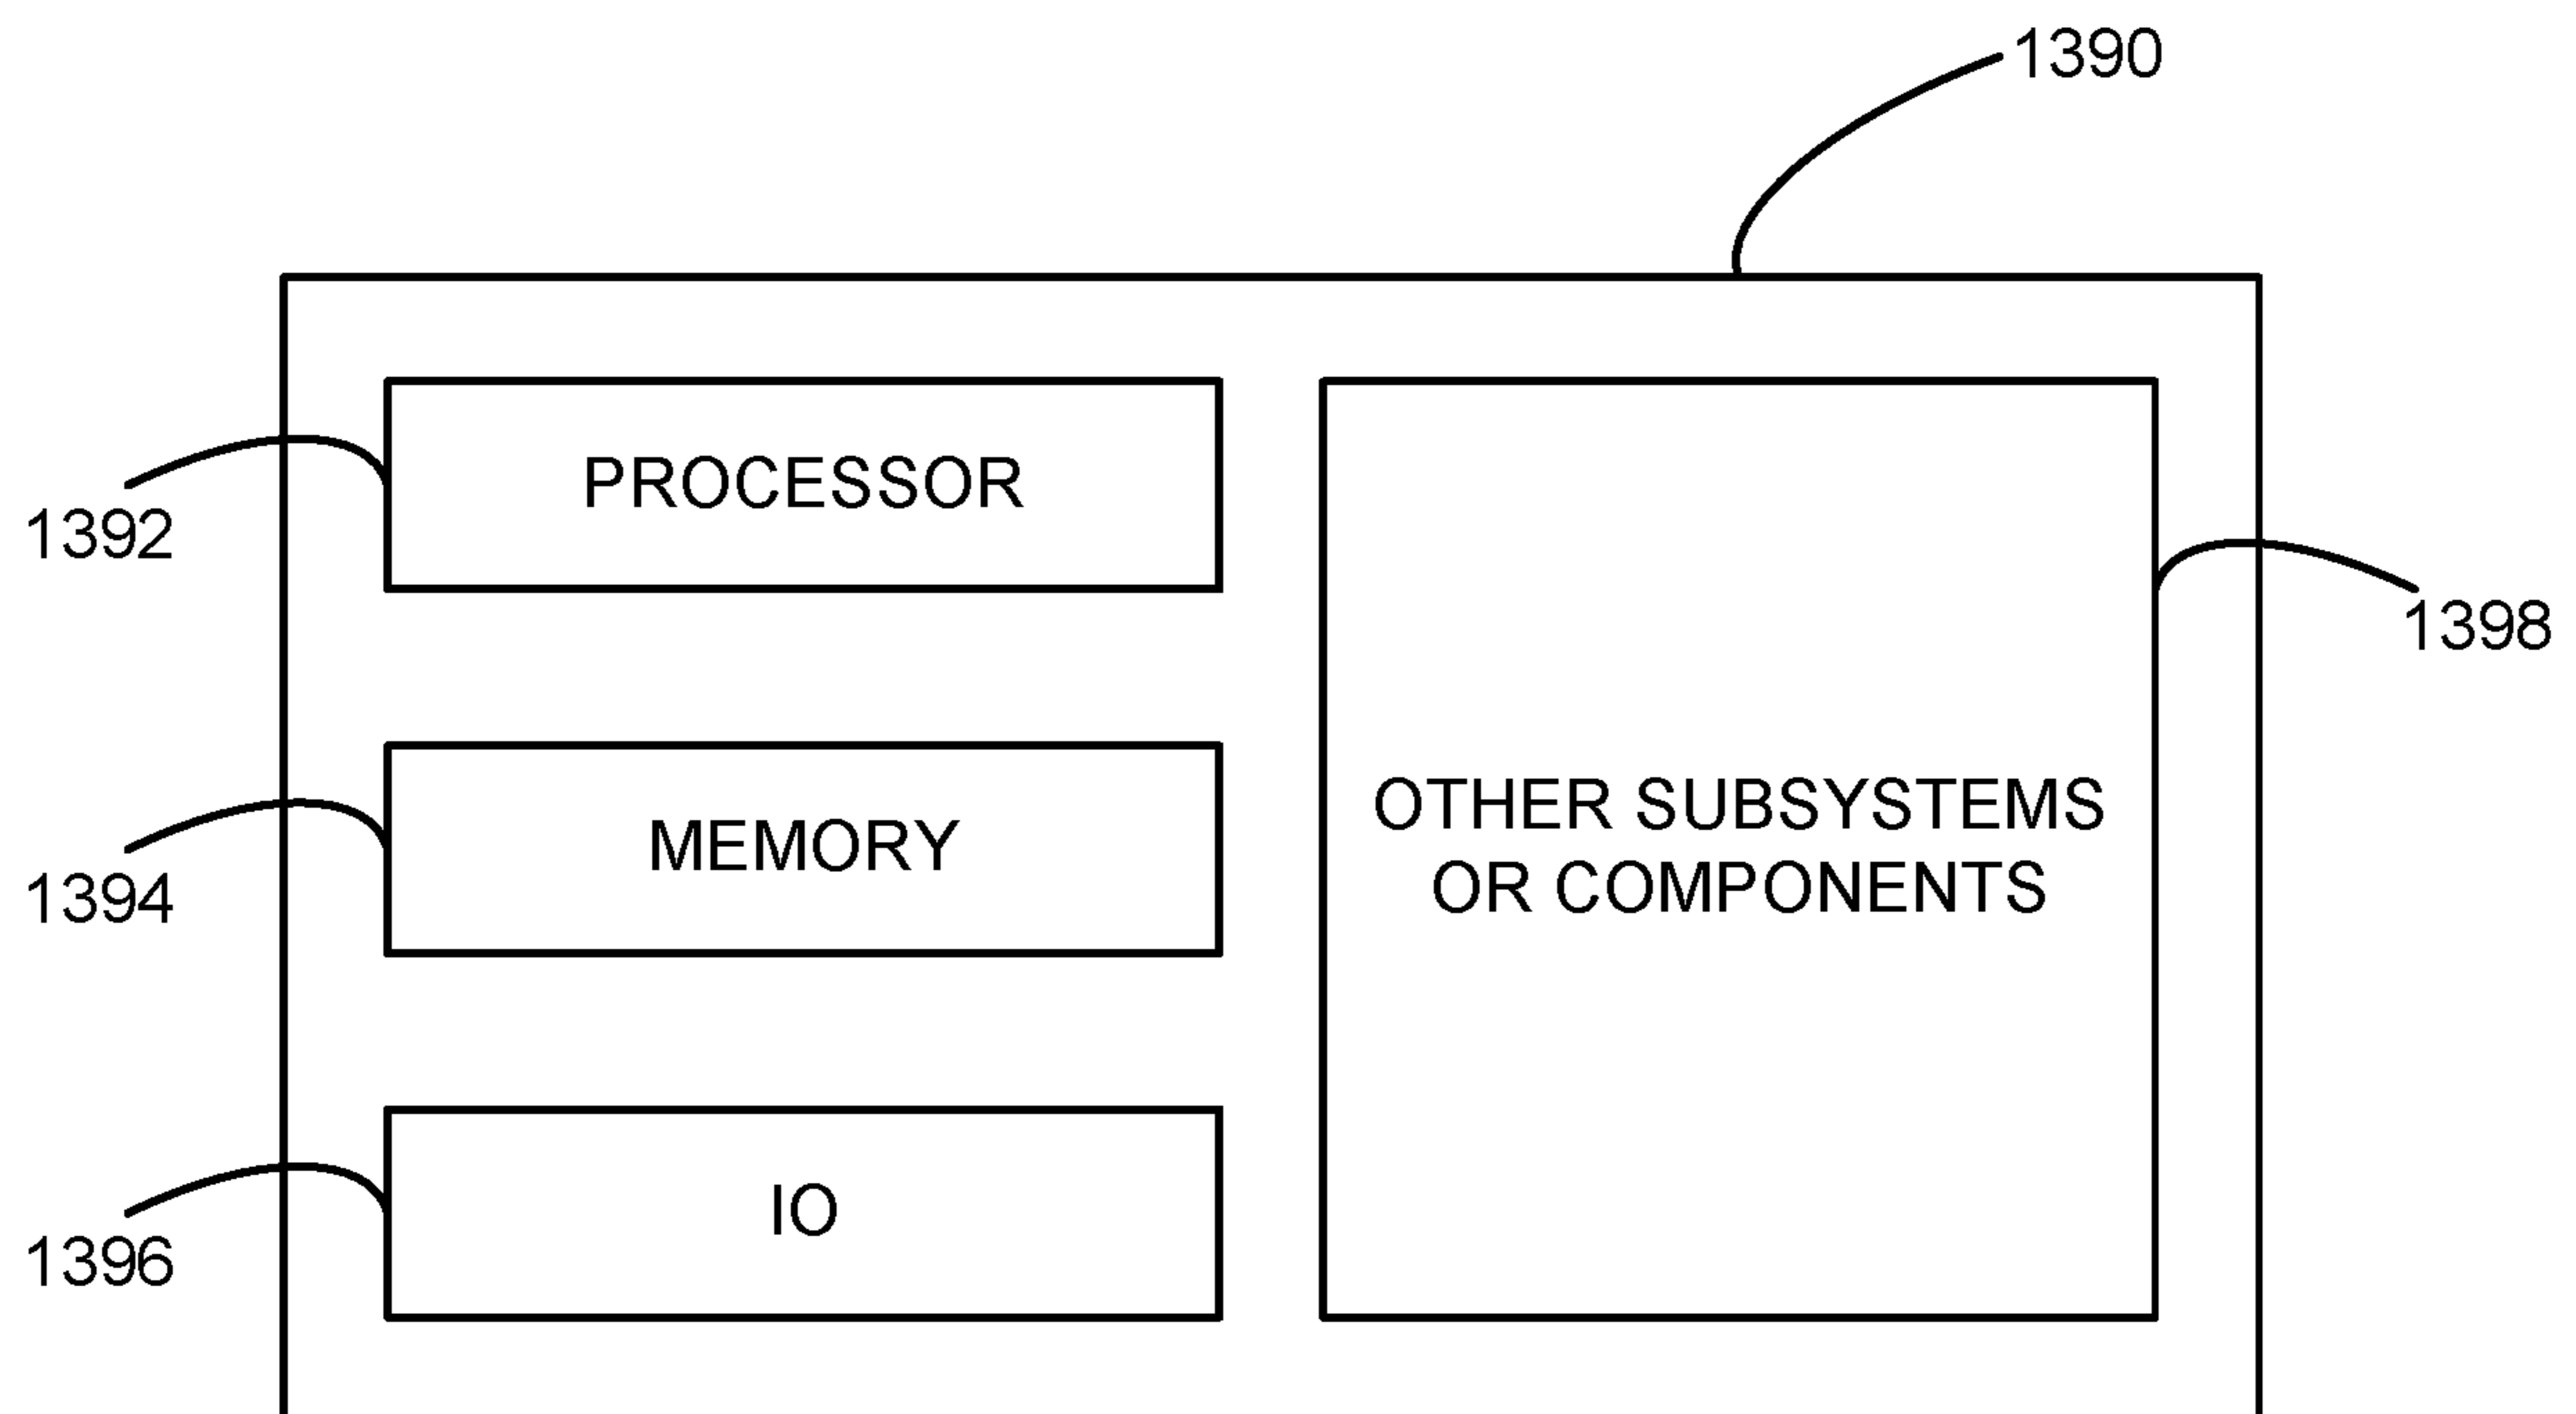 1390
PROCESSOR
1392
1398
OTHER SUBSYSTEMS
OR COMPONENTS
MEMORY
1394
IO
1396